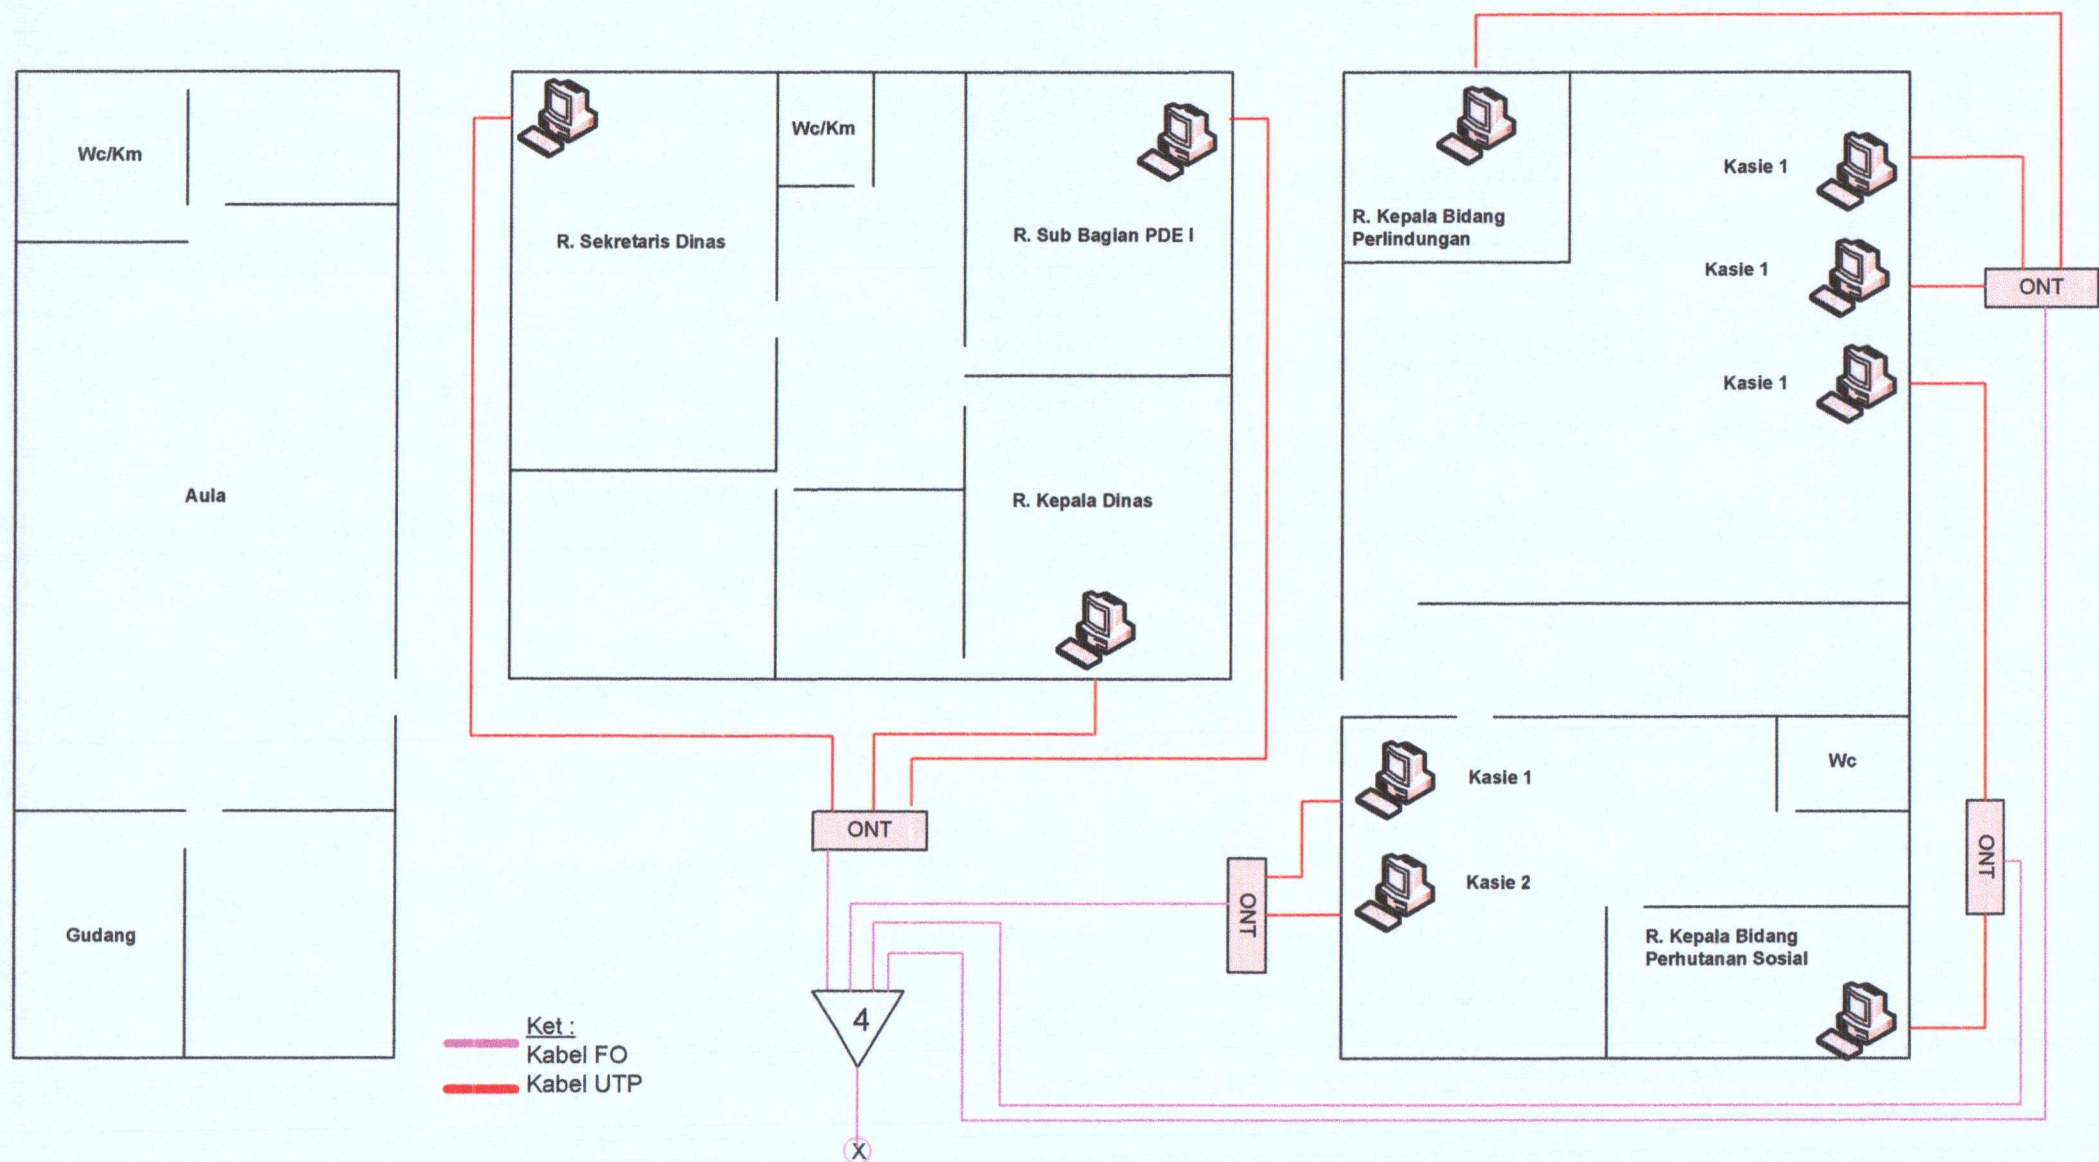 Wc/Km
Aula
Gudang
R. Sekretaris Dinas
Wc/Km
R. Sub Bagian PDE I
R. Kepala Dinas
ONT
R. Kepala Bidang
Perlindungan
Kasie 1
Kasie 1
Kasie 1
ONT
Kasie 1
Kasie 2
Wc
R. Kepala Bidang
Perhutanan Sosial
ONT
ONT
4
X
Ket :
Kabel FO
Kabel UTP